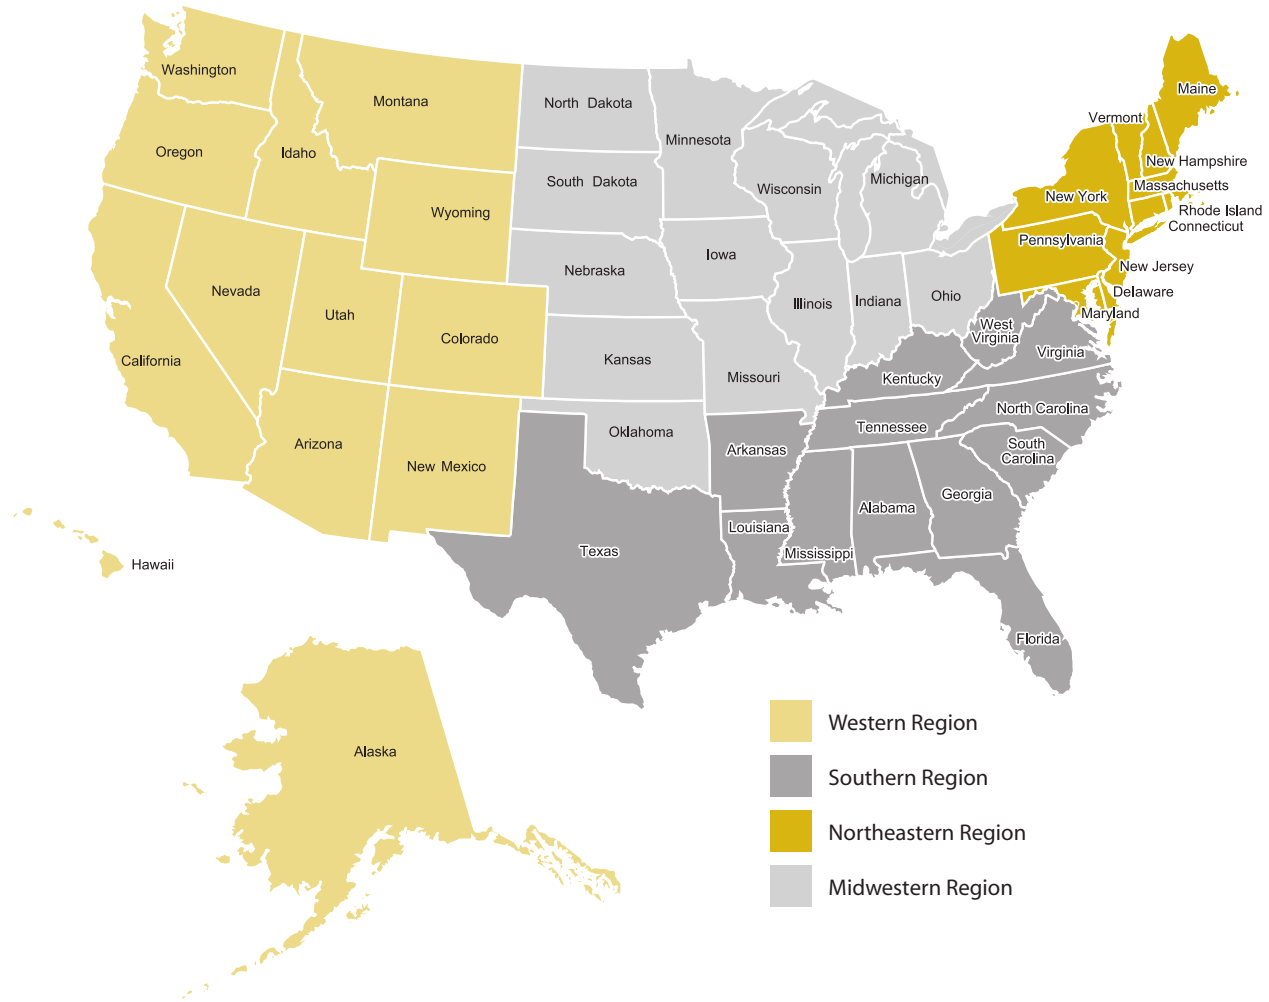 Washington
Montana
North Dakota
Minnesota
Maine
Vermont
Oregon
Idaho
South Dakota
Wisconsin
Michigan
New Hampshire
Massachusetts
New York
Rhode Island
Connecticut
Wyoming
Pennsylvania
Nebraska
Iowa
New Jersey
Nevada
Illinois
Indiana
Ohio
Delaware
Maryland
Utah
Colorado
West
Virginia
Virginia
California
Kansas
Missouri
Kentucky
North Carolina
Arizona
New Mexico
Oklahoma
Arkansas
Tennessee
South
Carolina
Georgia
Alabama
Louisiana
Mississippi
Texas
Hawaii
Florida
Alaska
Western Region
Southern Region
Northeastern Region
Midwestern Region